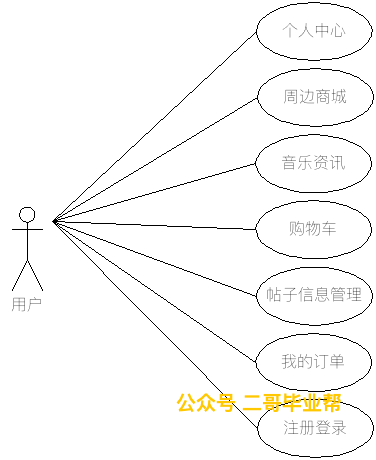 个人中心
周边商城
音乐资讯
购物车
帖子信息管理
用户
我的订单
公众号 二哥毕业帮
注册登录